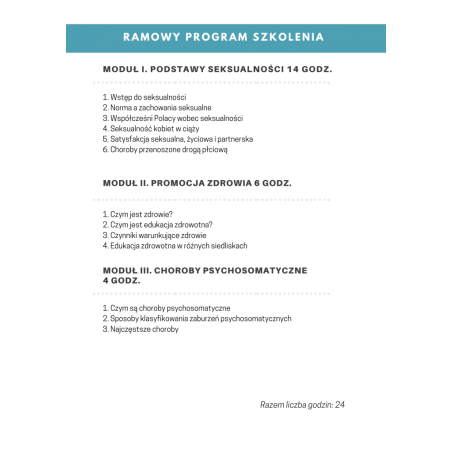 RAMOWY PROGRAM SZKOLENIA
MODUŁ I. PODSTAWY SEKSUALNOŚCI 14 GODZ.
1. Wstęp do seksualności
2. Norma a zachowania seksualne
3. Współcześni Polacy wobec seksualności
4. Seksualność kobiet w ciąży
5. Satysfakcja seksualna, życiowa i partnerska
6. Choroby przenoszone drogą płciową
MODUŁ II. PROMOCJA ZDROWIA 6 GODZ.
1. Czym jest zdrowie?
2. Czym jest edukacja zdrowotna?
3. Czynniki warunkujące zdrowie
4. Edukacja zdrowotna w różnych siedliskach
MODUŁ III. CHOROBY PSYCHOSOMATYCZNE
4 GODZ.
1. Czym są choroby psychosomatyczne
2. Sposoby klasyfikowania zaburzeń psychosomatycznych
3. Najczęstsze choroby
Razem liczba godzin: 24